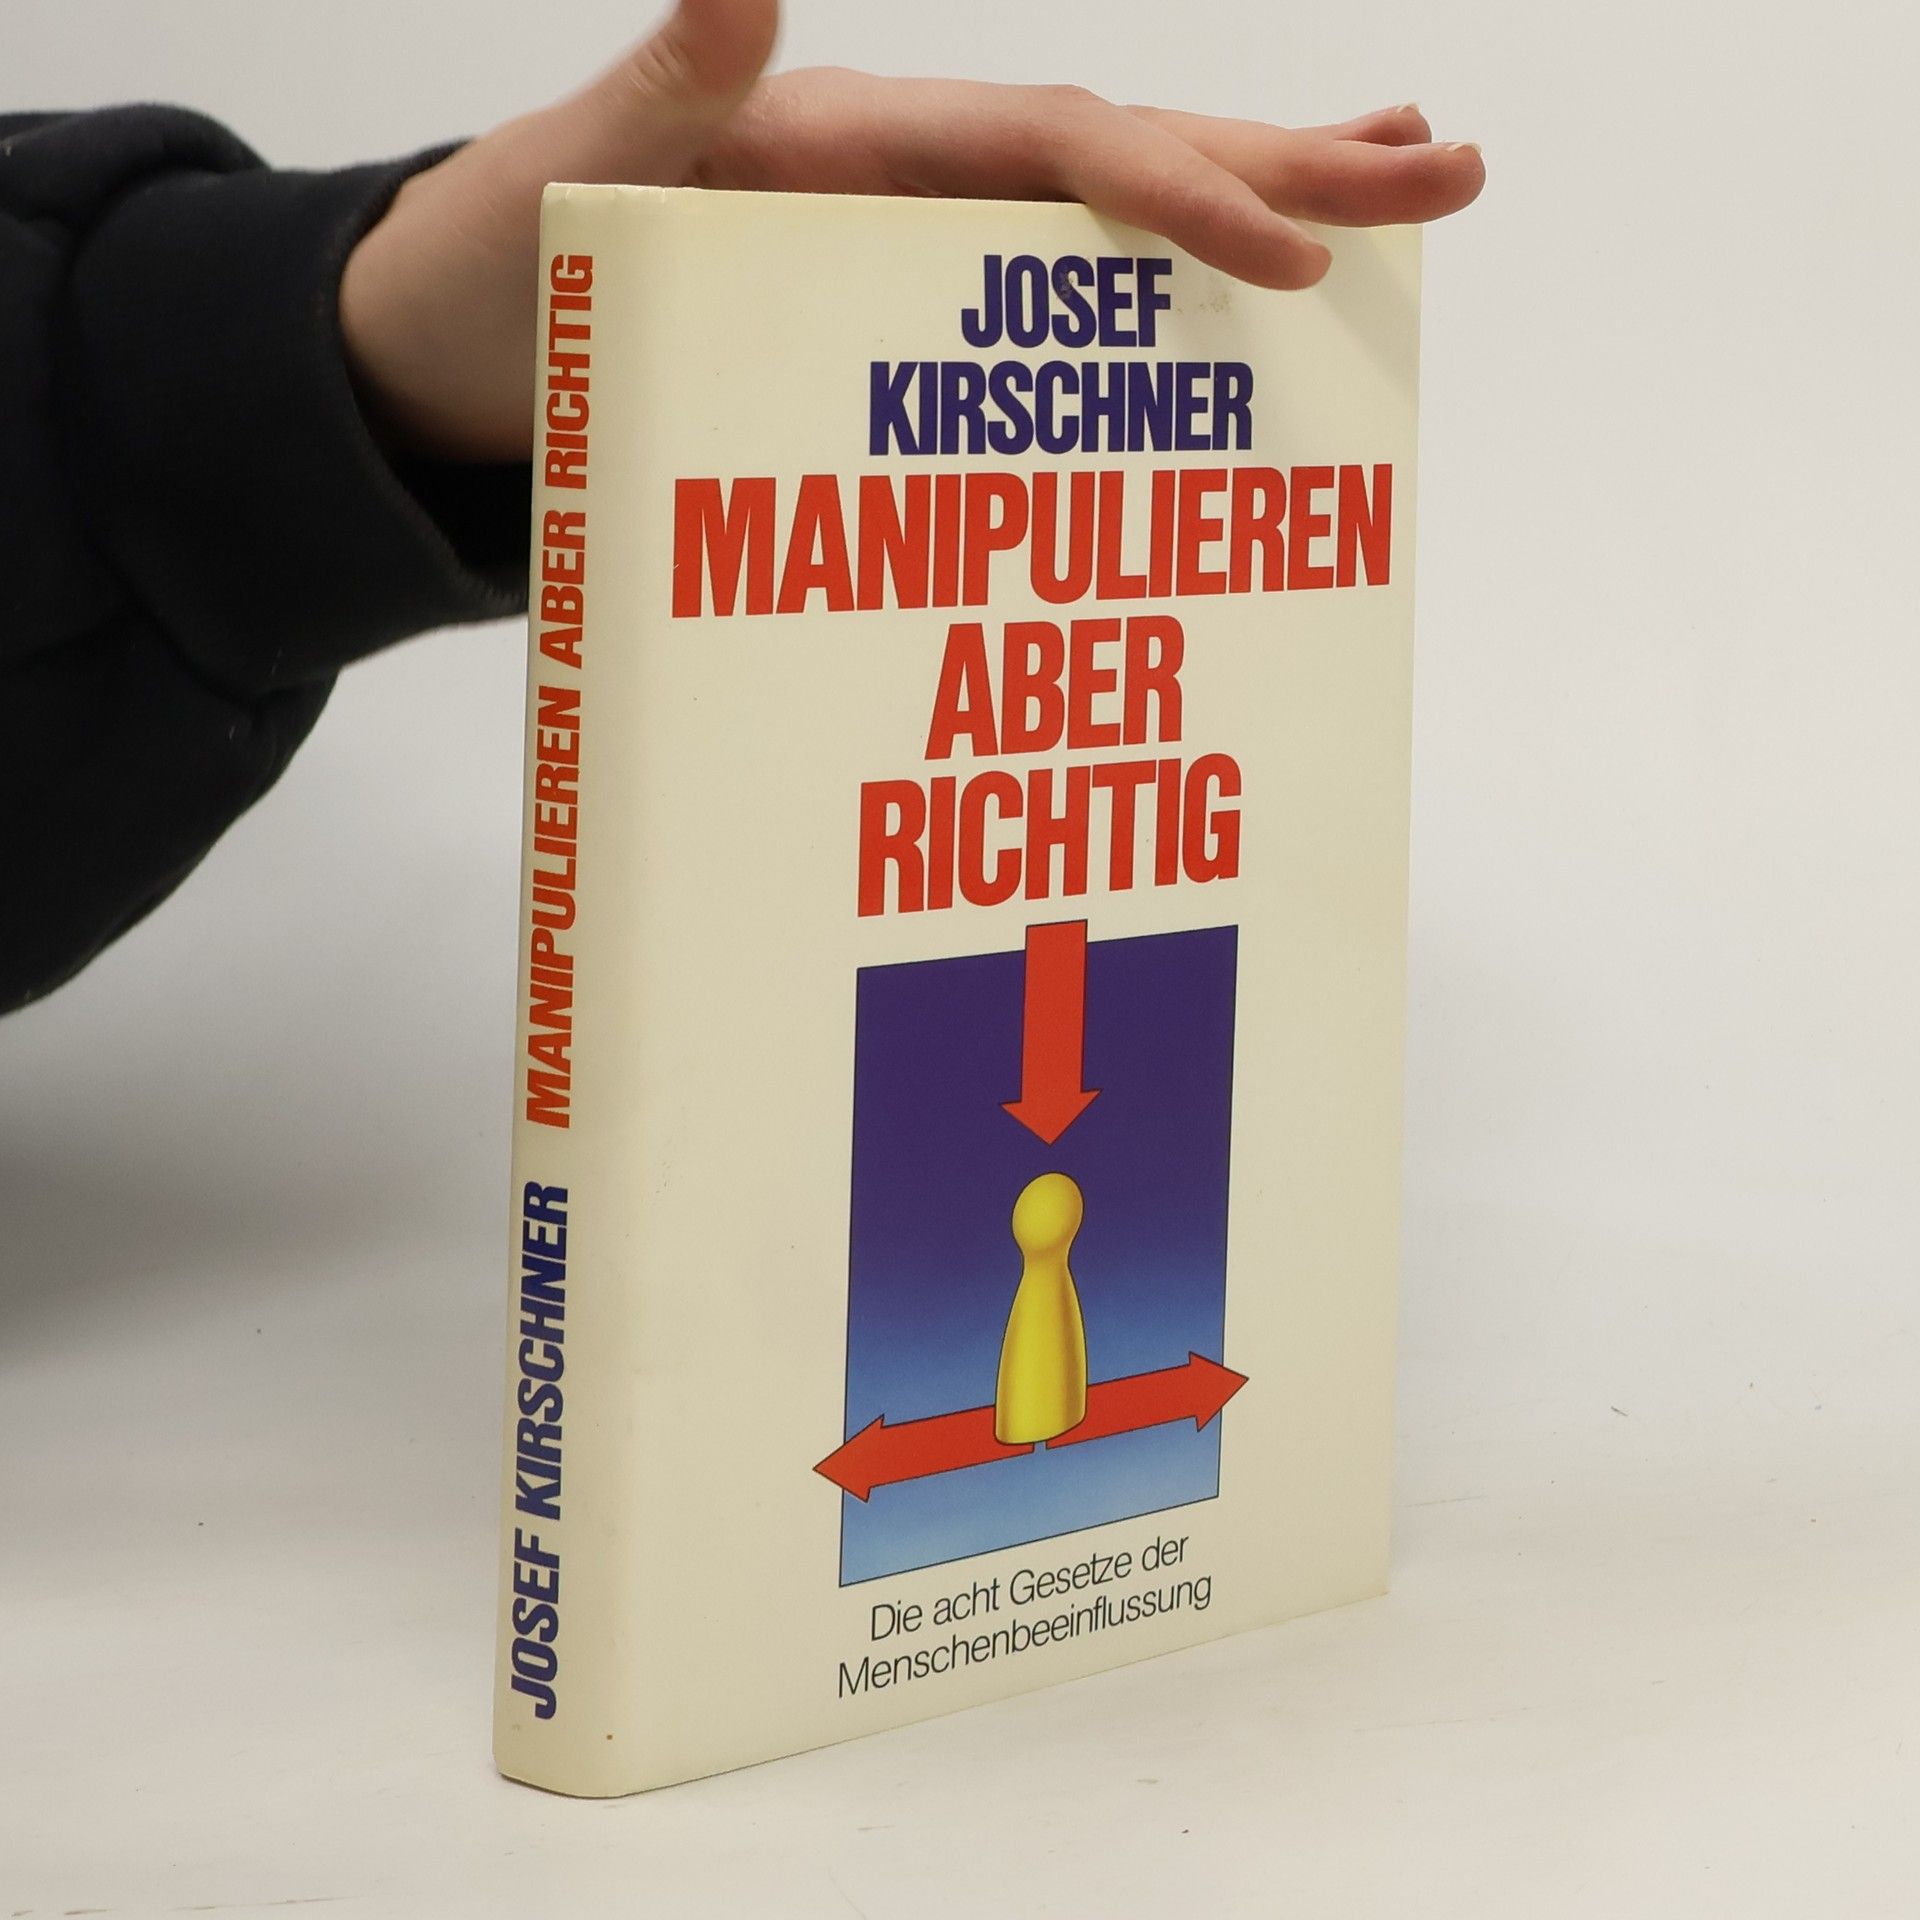 JOSEF KIRSCHNER MANIPULIEREN ABER RICHTIG
JOSEF
KIRSCHNER
MANIPULIEREN
ABER
RICHTIG
Die acht Gesetze der
Menschenbeeinflussung